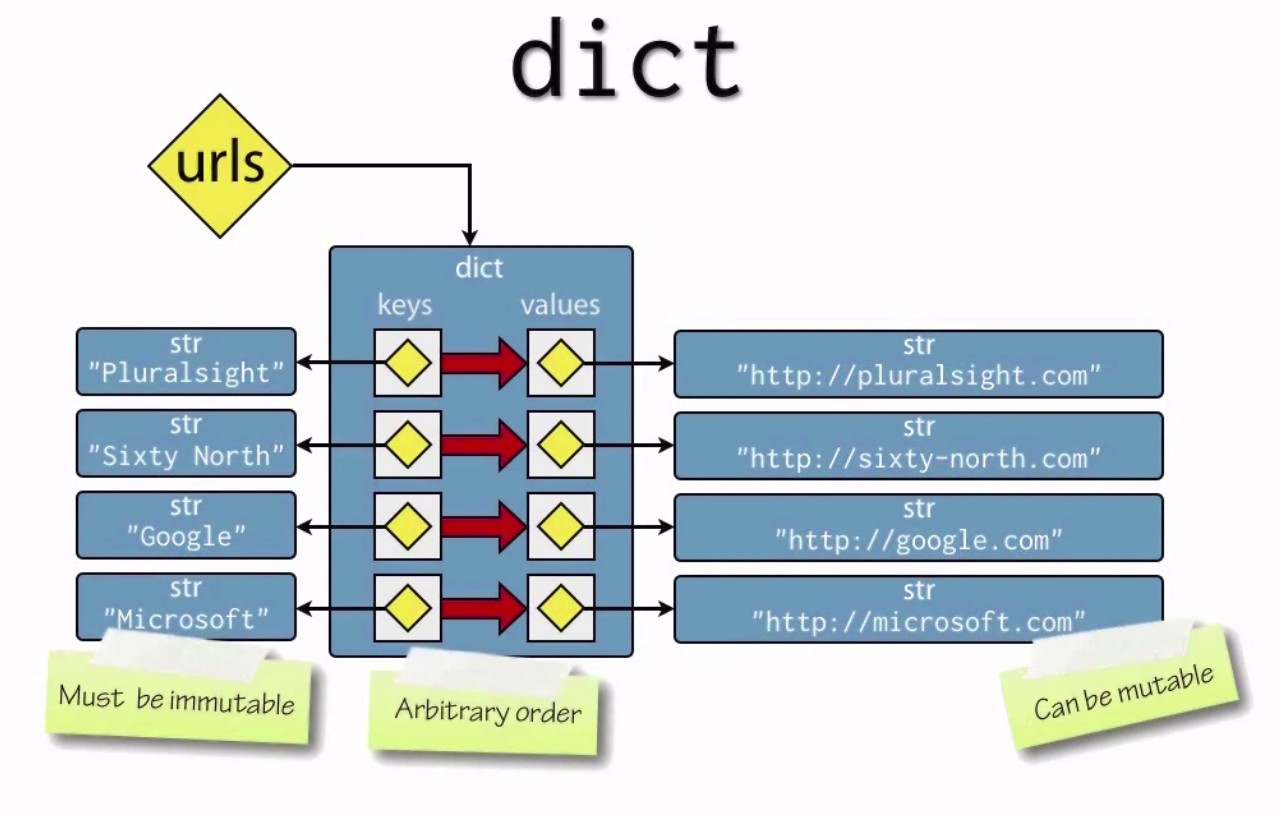 dict
urls
dict
keys values
str
"Pluralsight"
str
"http://pluralsight.com"
str
"Sixty North"
str
"http://sixty-north.com"
str
"Google"
str
"http://google.com"
str
"Microsoft"
str
"http://microsoft.com"
Must be immutable
Arbitrary order
Can be mutable